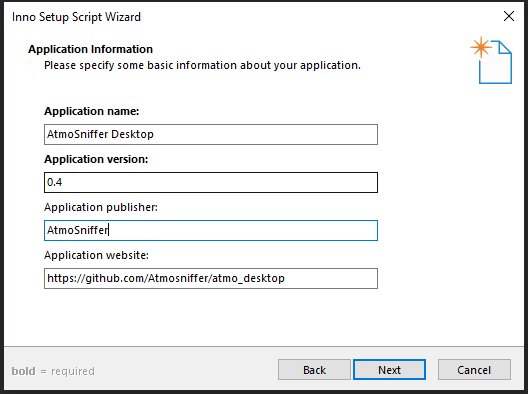 Inno Setup Script Wizard
Application Information
Please specify some basic information about your application.
Application name:
AtmoSniffer Desktop
Application version:
0.4
Application publisher:
AtmoSniffer
Application website:
https://github.com/Atmosniffer/atmo_desktop
bold = required
Back
Next
Cancel